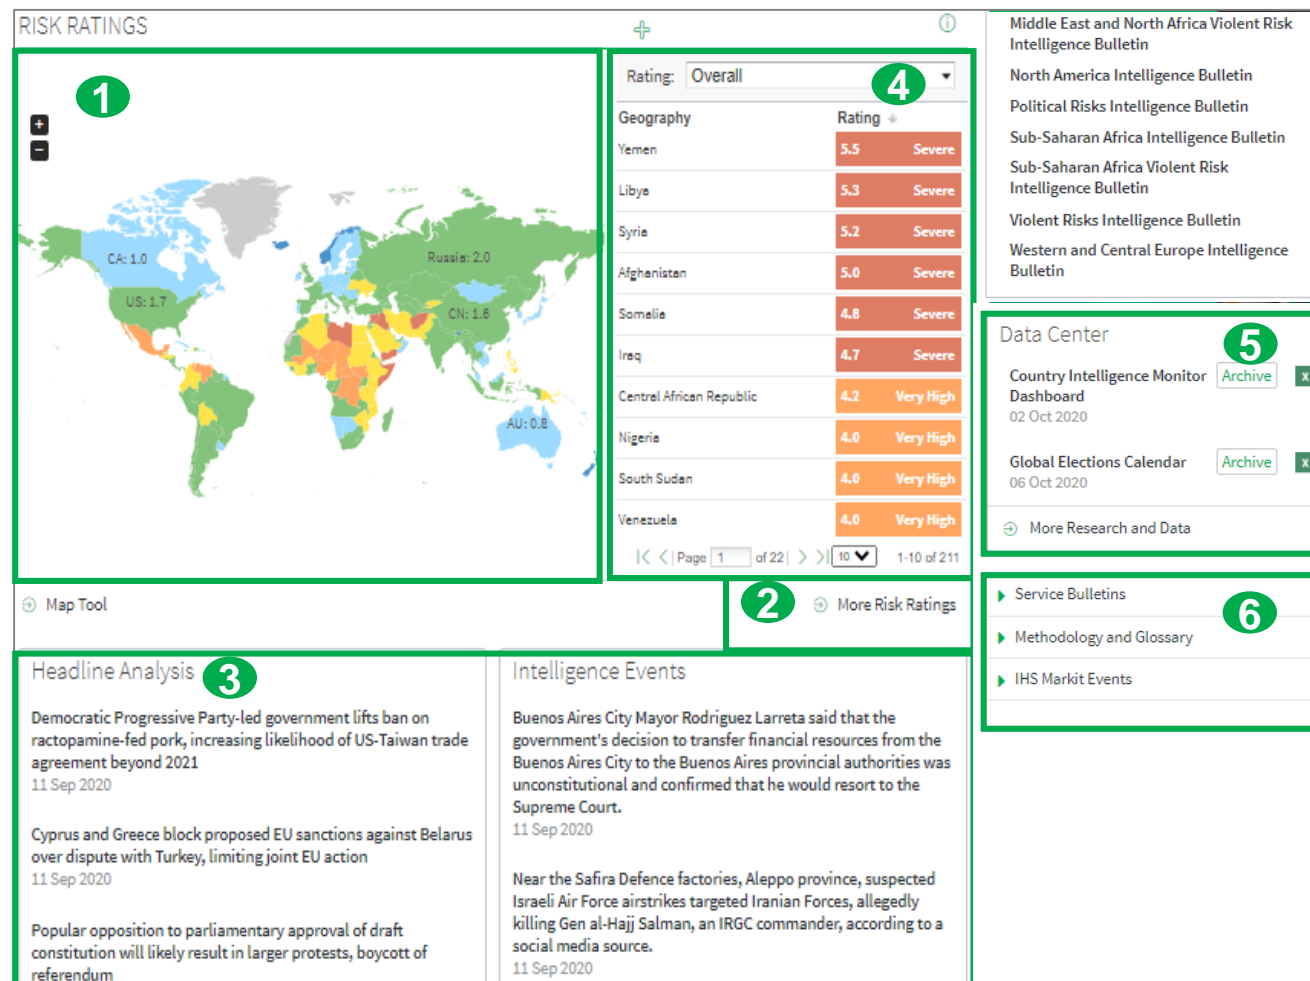 RISK RATINGS
1
+
−
CA: 1.0
US: 1.7
Russia: 2.0
CN: 1.6
AU: 0.8
Map Tool
4
Rating: Overall
Geography Rating
Yemen 5.5 Severe
Libya 5.3 Severe
Syria 5.2 Severe
Afghanistan 5.0 Severe
Somalia 4.8 Severe
Iraq 4.7 Severe
Central African Republic 4.2 Very High
Nigeria 4.0 Very High
South Sudan 4.0 Very High
Venezuela 4.0 Very High
Page 1 of 22 10 1-10 of 211
2
More Risk Ratings
3
Headline Analysis
Democratic Progressive Party-led government lifts ban on
ractopamine-fed pork, increasing likelihood of US-Taiwan trade
agreement beyond 2021
11 Sep 2020
Cyprus and Greece block proposed EU sanctions against Belarus
over dispute with Turkey, limiting joint EU action
11 Sep 2020
Popular opposition to parliamentary approval of draft
constitution will likely result in larger protests, boycott of
referendum
Intelligence Events
Buenos Aires City Mayor Rodriguez Larreta said that the
government's decision to transfer financial resources from the
Buenos Aires City to the Buenos Aires provincial authorities was
unconstitutional and confirmed that he would resort to the
Supreme Court.
11 Sep 2020
Near the Safira Defence factories, Aleppo province, suspected
Israeli Air Force airstrikes targeted Iranian Forces, allegedly
killing Gen al-Hajj Salman, an IRGC commander, according to a
social media source.
11 Sep 2020
Middle East and North Africa Violent Risk
Intelligence Bulletin
North America Intelligence Bulletin
Political Risks Intelligence Bulletin
Sub-Saharan Africa Intelligence Bulletin
Sub-Saharan Africa Violent Risk
Intelligence Bulletin
Violent Risks Intelligence Bulletin
Western and Central Europe Intelligence
Bulletin
Data Center
5
Country Intelligence Monitor Archive X
Dashboard
02 Oct 2020
Global Elections Calendar Archive X
06 Oct 2020
More Research and Data
6
Service Bulletins
Methodology and Glossary
IHS Markit Events